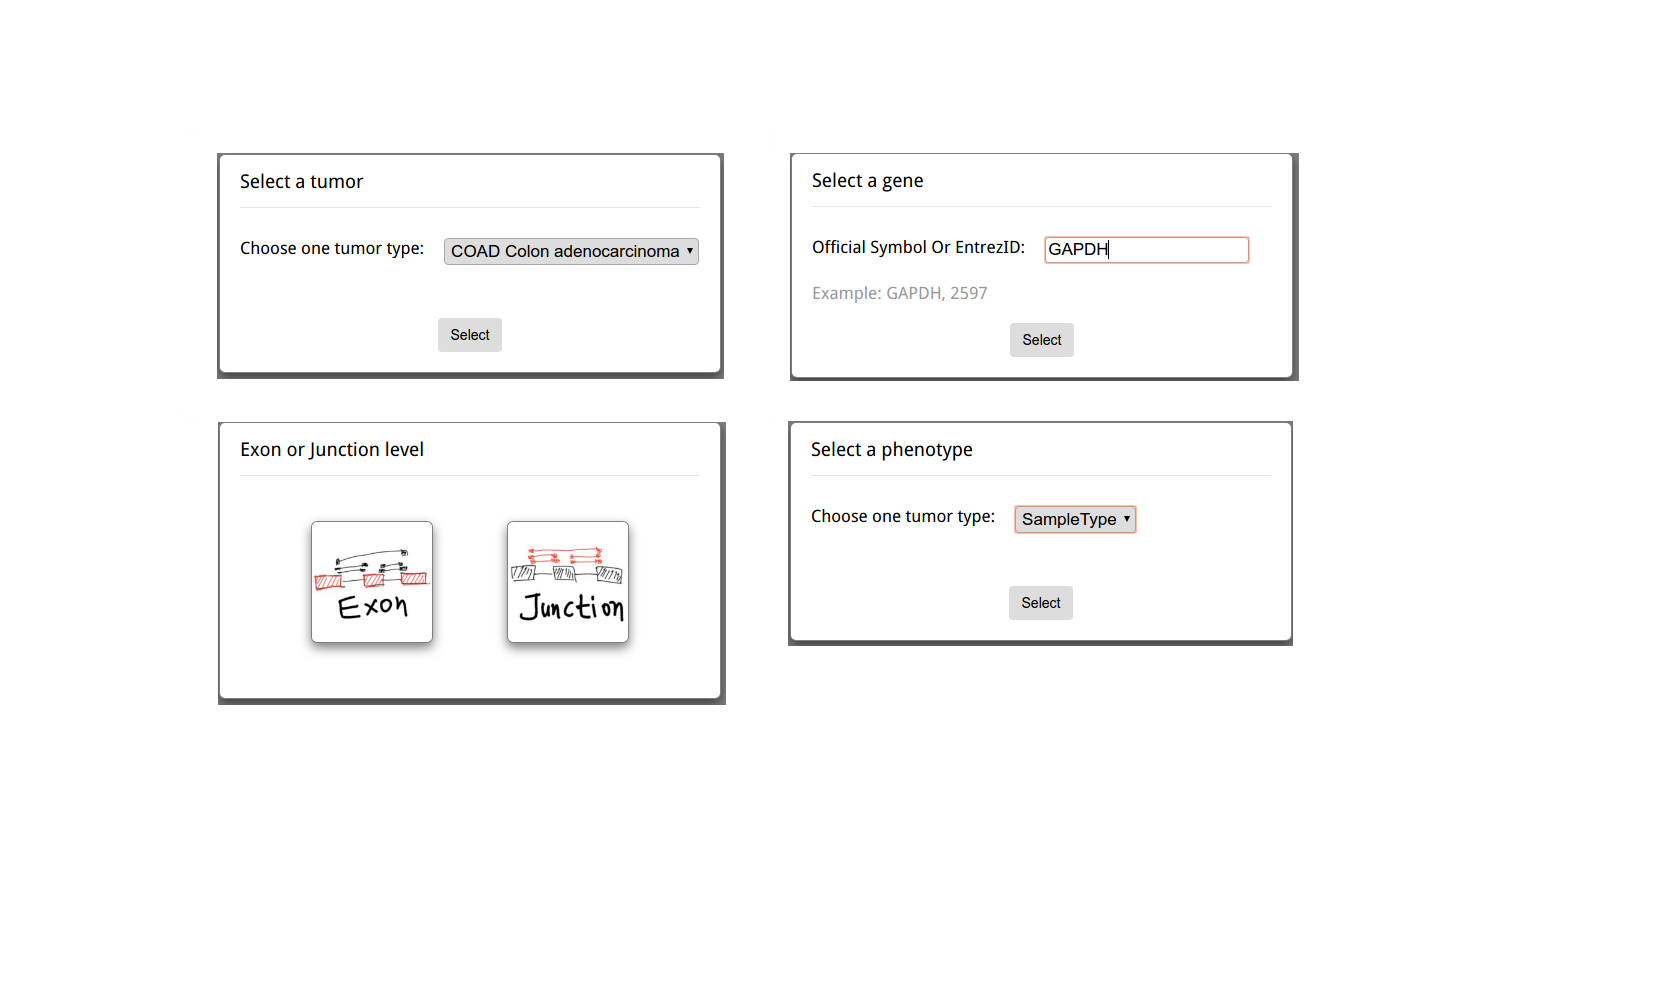 Select a tumor
Choose one tumor type: COAD Colon adenocarcinoma
Select
Select a gene
Official Symbol Or EntrezID: GAPDH
Example: GAPDH, 2597
Select
Exon or Junction level
Exon
Junction
Select a phenotype
Choose one tumor type: SampleType
Select